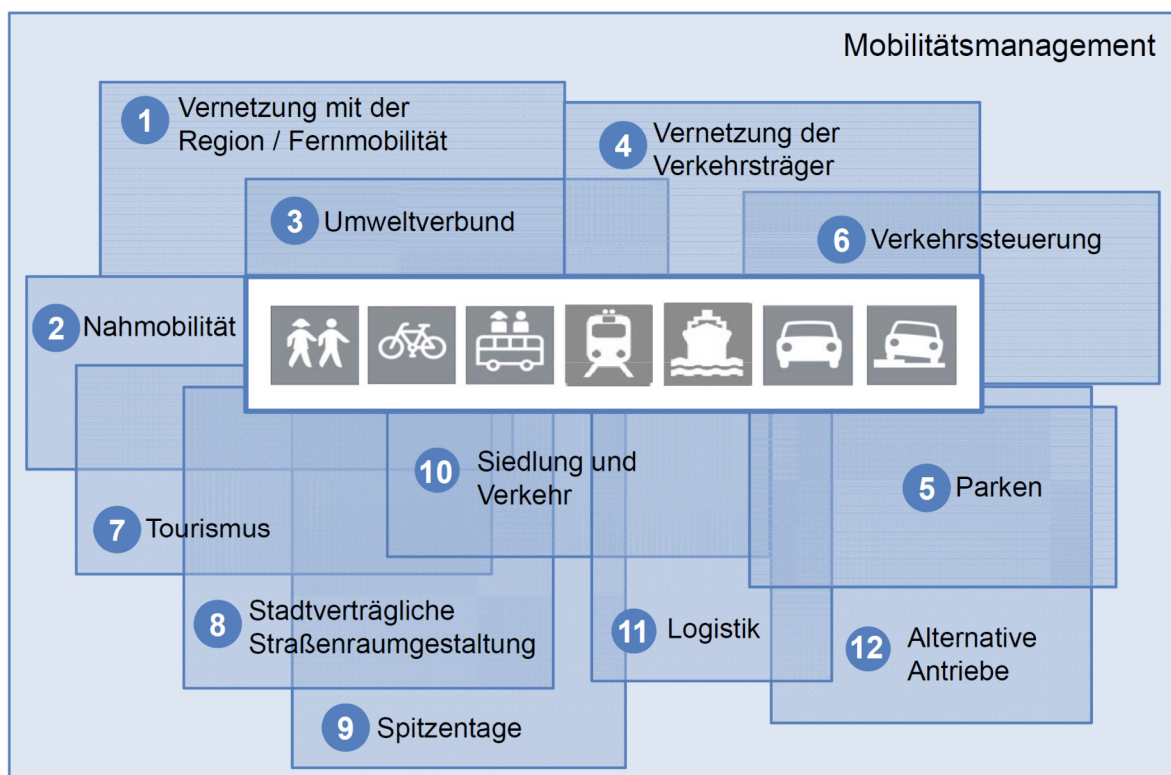 Mobilitätsmanagement
1 Vernetzung mit der
Region / Fernmobilität
4 Vernetzung der
Verkehrsträger
3 Umweltverbund
6 Verkehrssteuerung
2 Nahmobilität
10 Siedlung und
Verkehr
5 Parken
7 Tourismus
8 Stadtverträgliche
Straßenraumgestaltung
11 Logistik
12 Alternative
Antriebe
9 Spitzentage